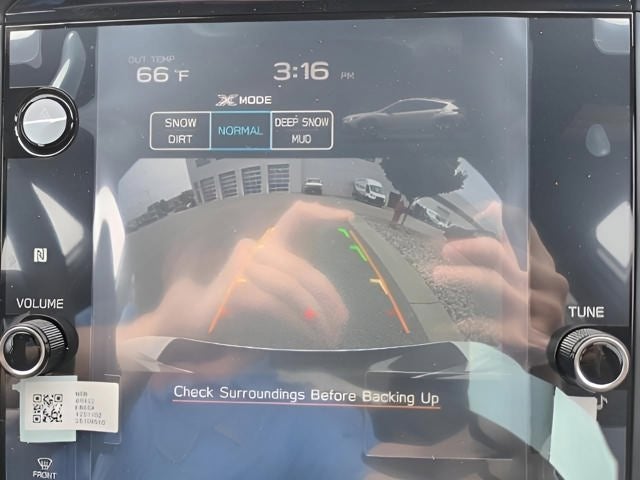 OUT TEMP
66°F
3:16 PM
X MODE
SNOW
DIRT
NORMAL
DEEP SNOW
MUD
VOLUME
TUNE
Check Surroundings Before Backing Up
FRONT